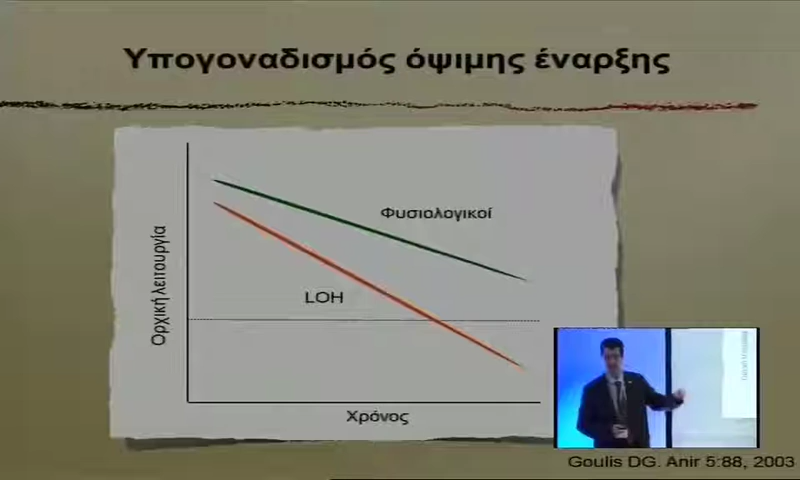 Υπογοναδισμός όψιμης έναρξης
Φυσιολογικοί
Ορχική λειτουργία
LOH
Χρόνος
Goulis DG. Anir 5:88, 2003